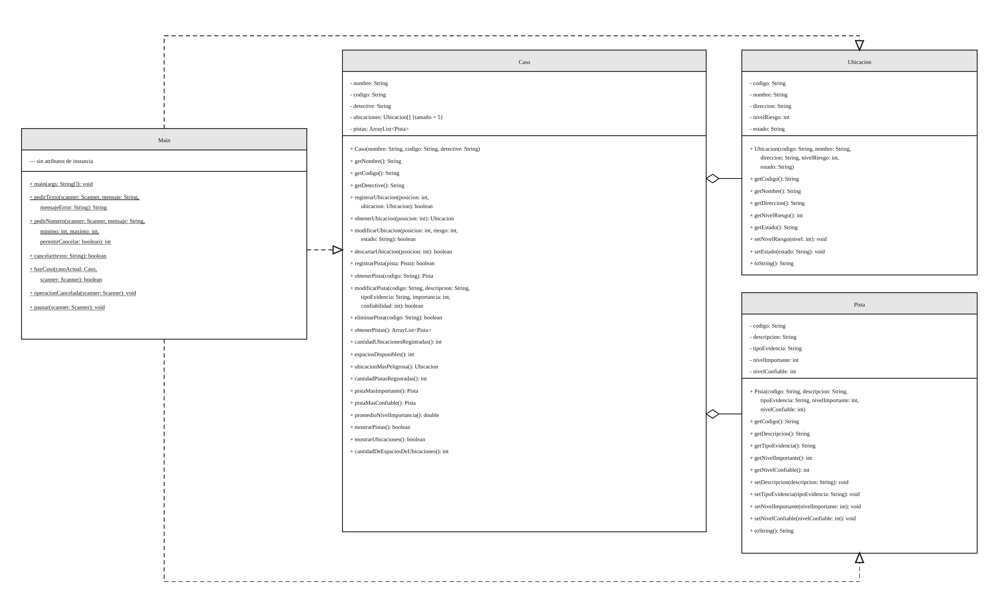 Main
— sin atributos de instancia
+ main(args: String[]): void
+ pedirTexto(scanner: Scanner, mensaje: String,
mensajeError: String): String
+ pedirNumero(scanner: Scanner, mensaje: String,
minimo: int, maximo: int,
permitirCancelar: boolean): int
+ cancelar(texto: String): boolean
+ hayCaso(casoActual: Caso,
scanner: Scanner): boolean
+ operacionCancelada(scanner: Scanner): void
+ pausar(scanner: Scanner): void
Caso
- nombre: String
- codigo: String
- detective: String
- ubicaciones: Ubicacion[] {tamaño = 5}
- pistas: ArrayList<Pista>
+ Caso(nombre: String, codigo: String, detective: String)
+ getNombre(): String
+ getCodigo(): String
+ getDetective(): String
+ registrarUbicacion(posicion: int,
ubicacion: Ubicacion): boolean
+ obtenerUbicacion(posicion: int): Ubicacion
+ modificarUbicacion(posicion: int, riesgo: int,
estado: String): boolean
+ descartarUbicacion(posicion: int): boolean
+ registrarPista(pista: Pista): boolean
+ obtenerPista(codigo: String): Pista
+ modificarPista(codigo: String, descripcion: String,
tipoEvidencia: String, importancia: int,
confiabilidad: int): boolean
+ eliminarPista(codigo: String): boolean
+ obtenerPistas(): ArrayList<Pista>
+ cantidadUbicacionesRegistradas(): int
+ espaciosDisponibles(): int
+ ubicacionMasPeligrosa(): Ubicacion
+ cantidadPistasRegistradas(): int
+ pistaMasImportante(): Pista
+ pistaMasConfiable(): Pista
+ promedioNivelImportancia(): double
+ mostrarPistas(): boolean
+ mostrarUbicaciones(): boolean
+ cantidadDeEspaciosDeUbicaciones(): int
Ubicacion
- codigo: String
- nombre: String
- direccion: String
- nivelRiesgo: int
- estado: String
+ Ubicacion(codigo: String, nombre: String,
direccion: String, nivelRiesgo: int,
estado: String)
+ getCodigo(): String
+ getNombre(): String
+ getDireccion(): String
+ getNivelRiesgo(): int
+ getEstado(): String
+ setNivelRiesgo(nivel: int): void
+ setEstado(estado: String): void
+ toString(): String
Pista
- codigo: String
- descripcion: String
- tipoEvidencia: String
- nivelImportante: int
- nivelConfiable: int
+ Pista(codigo: String, descripcion: String,
tipoEvidencia: String, nivelImportante: int,
nivelConfiable: int)
+ getCodigo(): String
+ getDescripcion(): String
+ getTipoEvidencia(): String
+ getNivelImportante(): int
+ getNivelConfiable(): int
+ setDescripcion(descripcion: String): void
+ setTipoEvidencia(tipoEvidencia: String): void
+ setNivelImportante(nivelImportante: int): void
+ setNivelConfiable(nivelConfiable: int): void
+ toString(): String